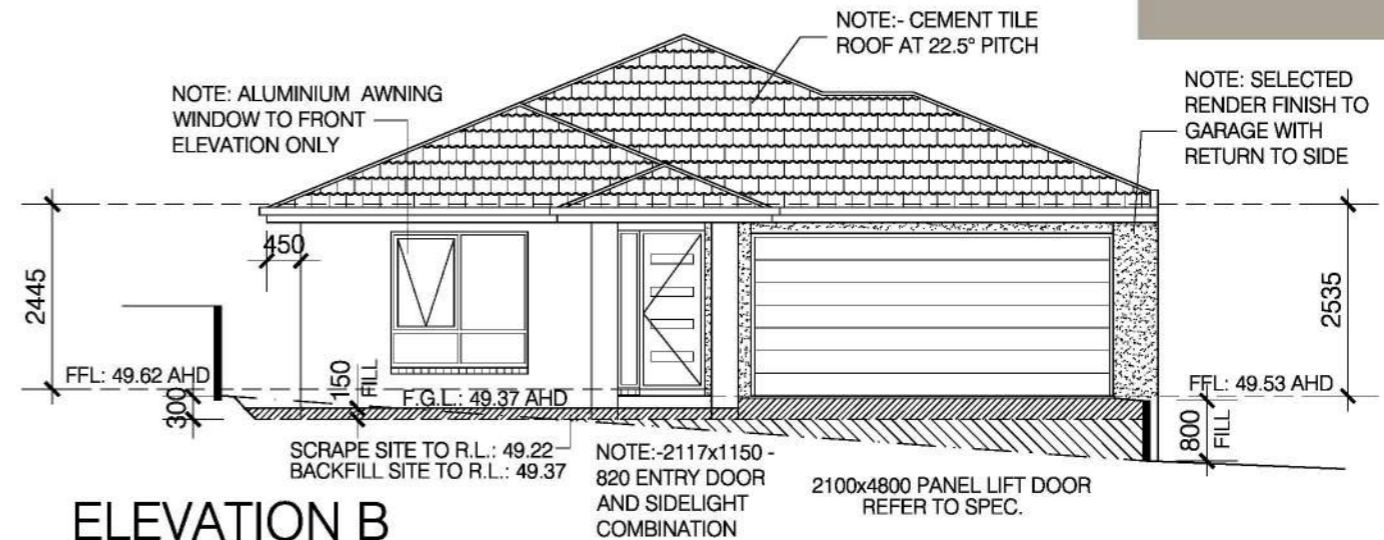 NOTE:- CEMENT TILE
ROOF AT 22.5° PITCH
NOTE: ALUMINIUM AWNING
WINDOW TO FRONT
ELEVATION ONLY
NOTE: SELECTED
RENDER FINISH TO
GARAGE WITH
RETURN TO SIDE
450
2445
2535
FFL: 49.62 AHD
300
150
FILL
F.G.L.: 49.37 AHD
FFL: 49.53 AHD
800
FILL
SCRAPE SITE TO R.L.: 49.22
BACKFILL SITE TO R.L.: 49.37
NOTE:-2117x1150 -
820 ENTRY DOOR
AND SIDELIGHT
COMBINATION
2100x4800 PANEL LIFT DOOR
REFER TO SPEC.
ELEVATION B